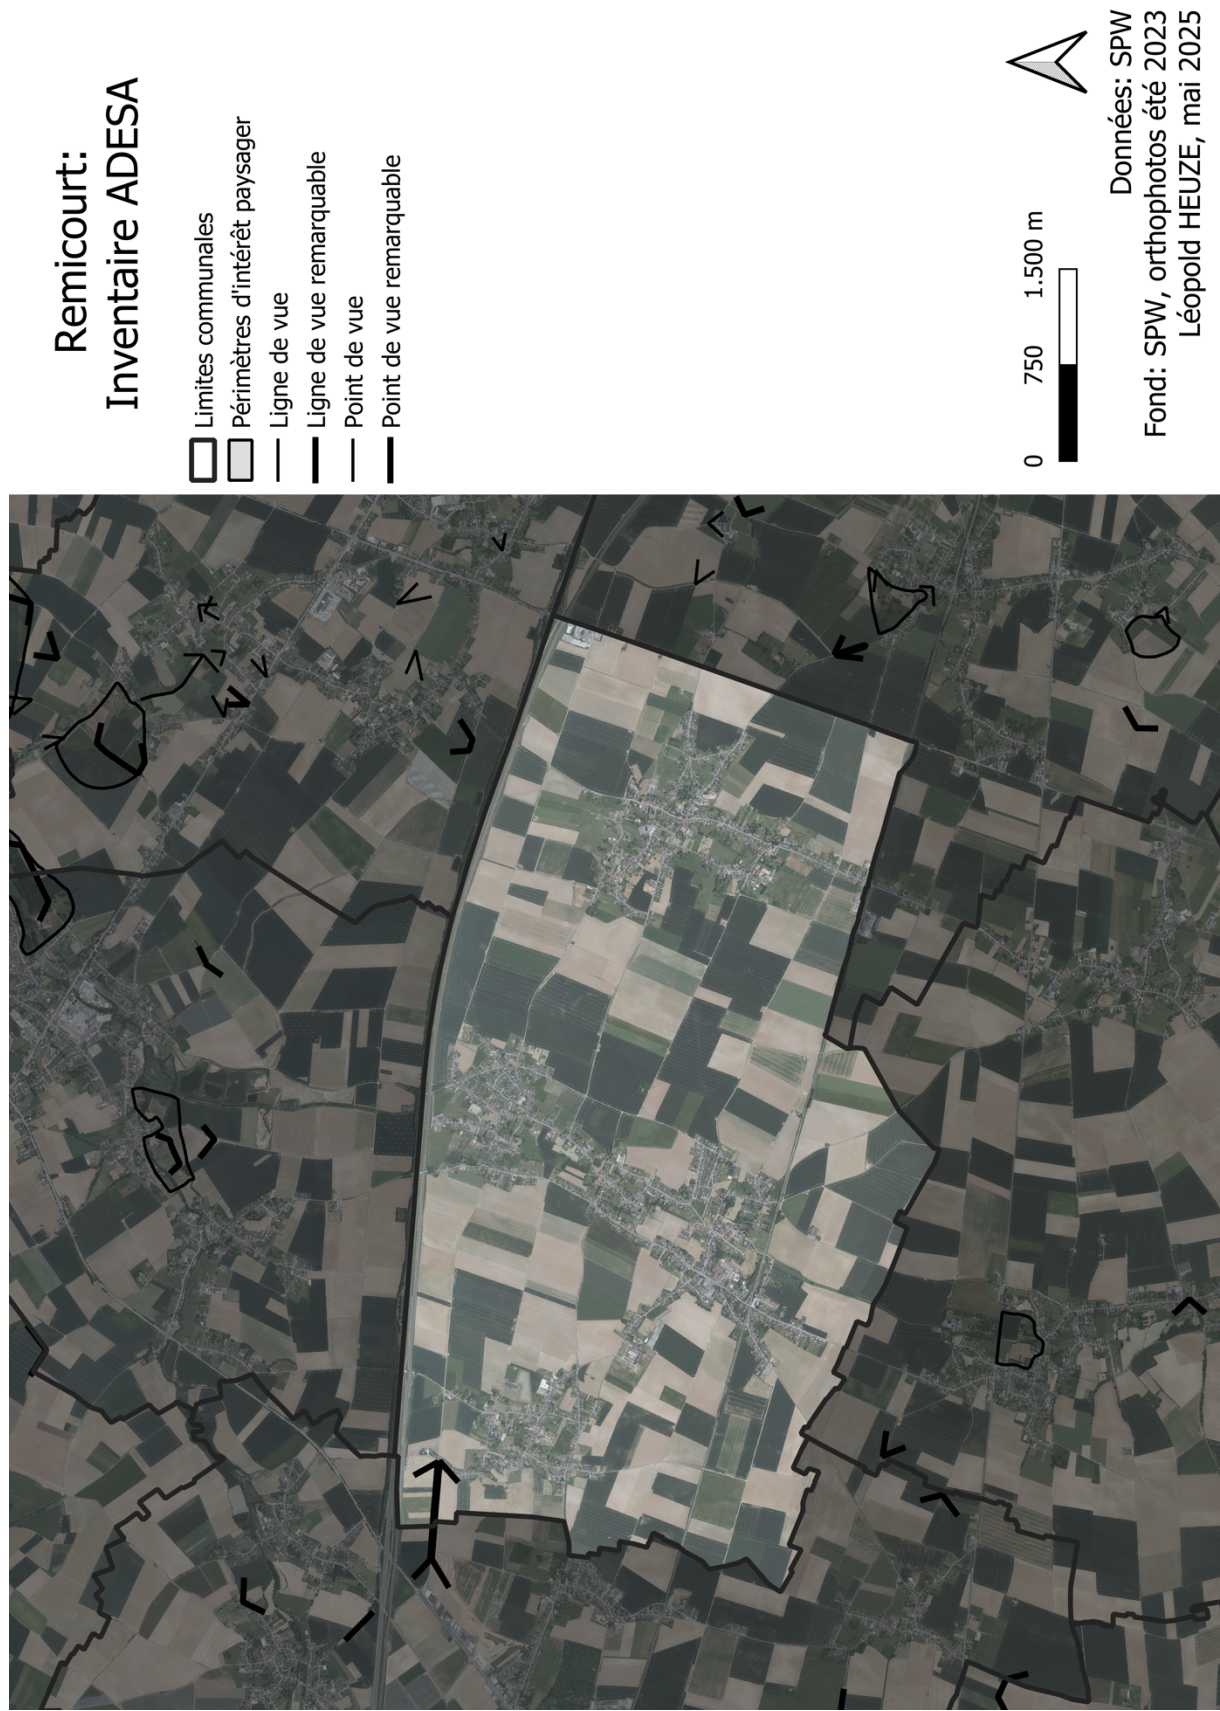 Remicourt:
Inventaire ADESA
Limites communales
Périmètres d'intérêt paysager
Ligne de vue
Ligne de vue remarquable
Point de vue
Point de vue remarquable
0 750 1.500 m
Données: SPW
Fond: SPW, orthophotos été 2023
Léopold HEUZE, mai 2025